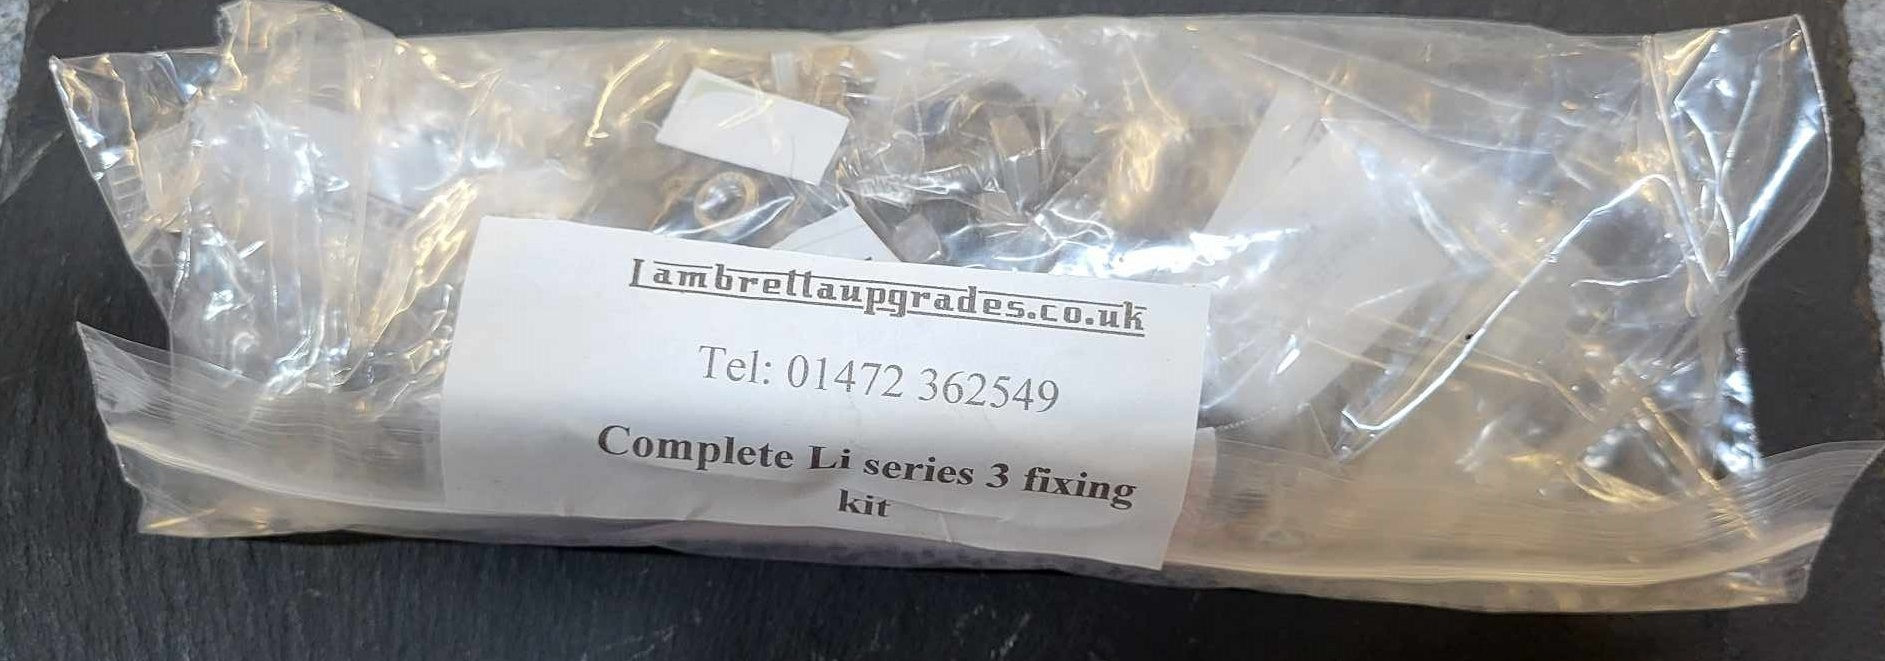 Lambrettaupgrades.co.uk
Tel: 01472 362549
Complete Li series 3 fixing
kit